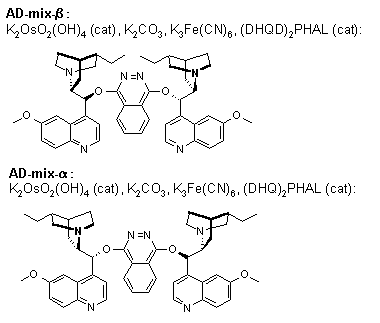 AD-mix-β:
K2OsO2(OH)4 (cat), K2CO3, K3Fe(CN)6, (DHQD)2PHAL (cat):
N N N N
O O
O O
N N
AD-mix-α:
K2OsO2(OH)4 (cat), K2CO3, K3Fe(CN)6, (DHQ)2PHAL (cat):
N N=N N
O O
O O
N N